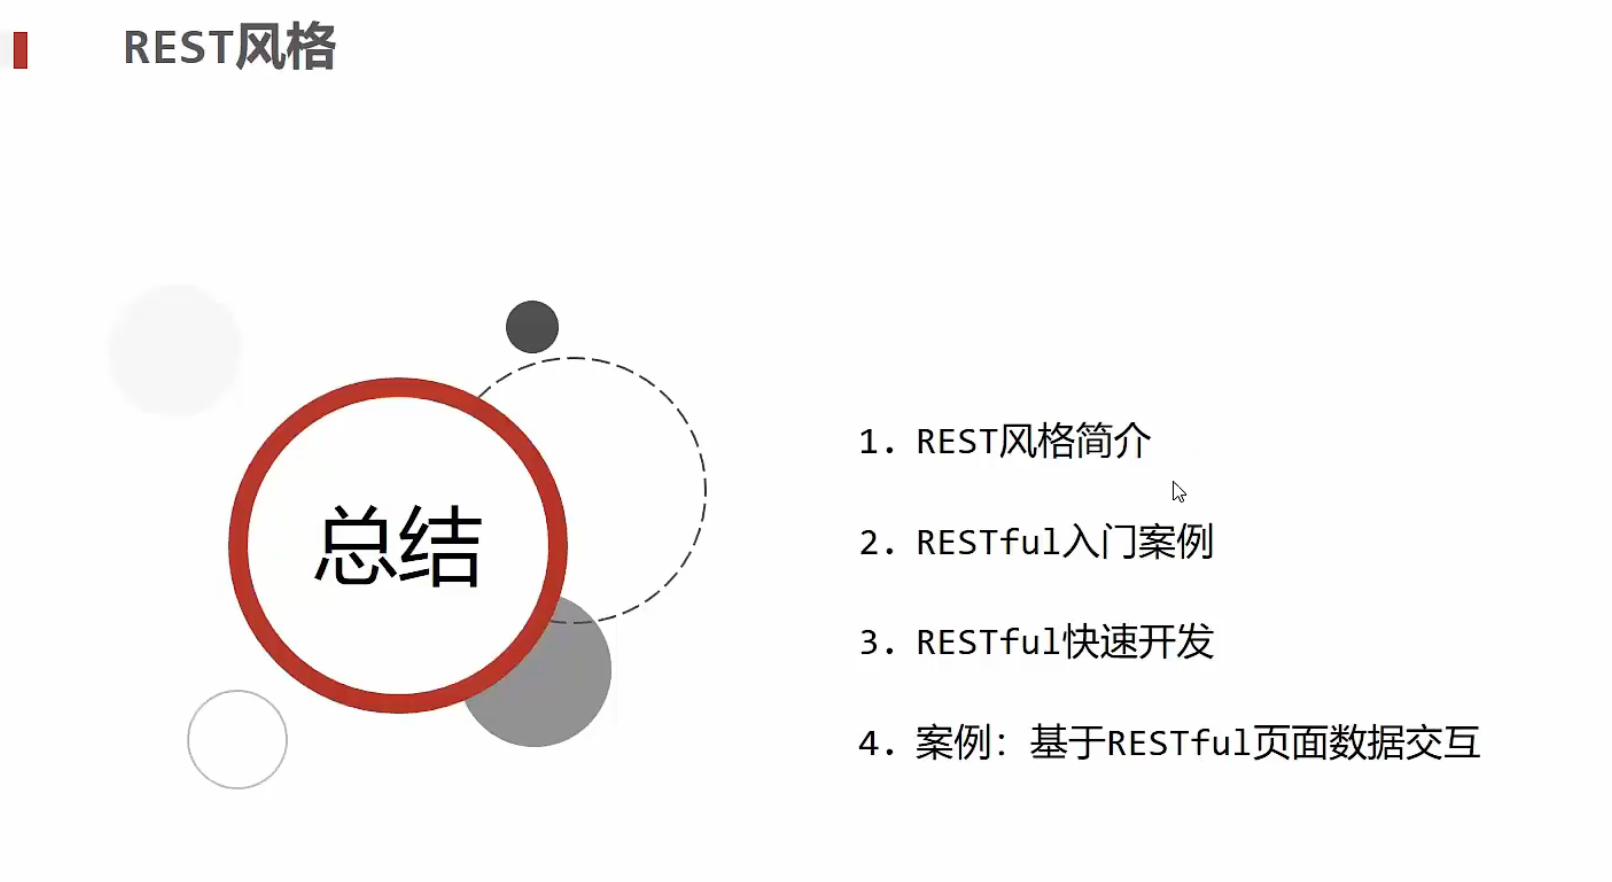 REST风格
总结
1. REST风格简介
2. RESTful入门案例
3. RESTful快速开发
4. 案例：基于RESTful页面数据交互